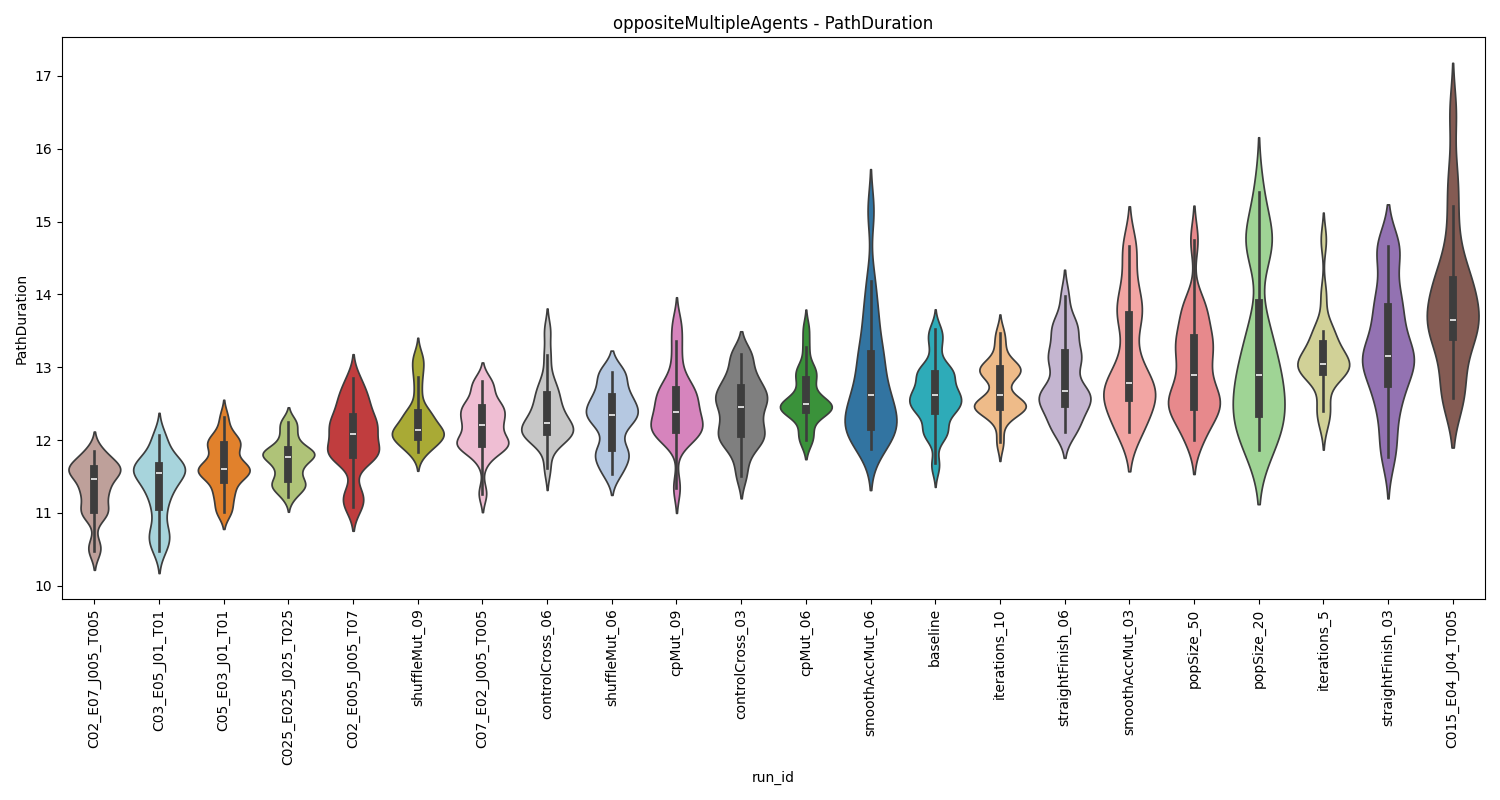 oppositeMultipleAgents - PathDuration
PathDuration
17
16
15
14
13
12
11
10
C02_E07_J005_T005
C03_E05_J01_T01
C05_E03_J01_T01
C025_E025_J025_T025
C02_E005_J005_T07
shuffleMut_09
C07_E02_J005_T005
controlCross_06
shuffleMut_06
cpMut_09
controlCross_03
cpMut_06
smoothAccMut_06
baseline
iterations_10
straightFinish_06
smoothAccMut_03
popSize_50
popSize_20
iterations_5
straightFinish_03
C015_E04_J04_T005
run_id